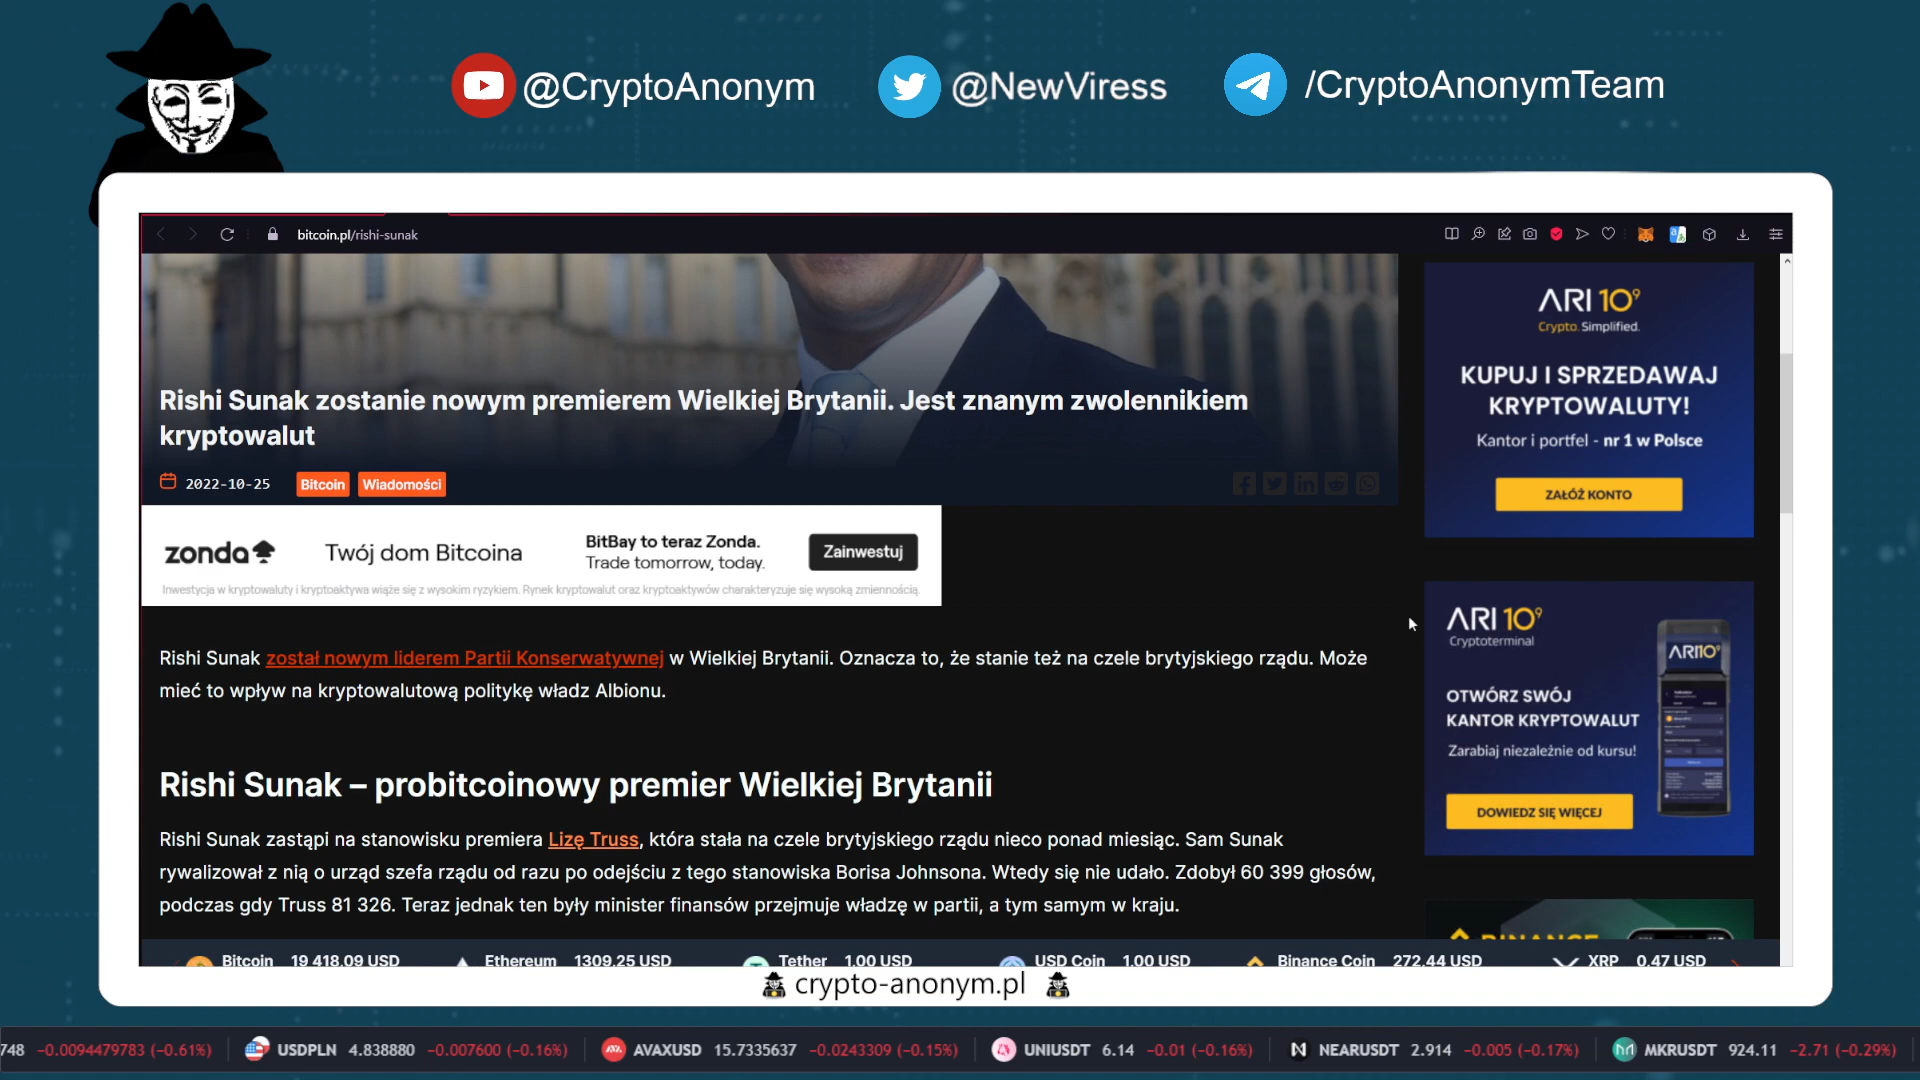 @CryptoAnonym
@NewViress
/CryptoAnonymTeam
bitcoin.pl/rishi-sunak
Rishi Sunak zostanie nowym premierem Wielkiej Brytanii. Jest znanym zwolennikiem
kryptowalut
2022-10-25 Bitcoin Wiadomości
zonda Twój dom Bitcoina
BitBay to teraz Zonda.
Trade tomorrow, today.
Zainwestuj
Inwestycja w kryptowaluty i kryptoaktywa wiąże się z wysokim ryzykiem. Rynek kryptowalut oraz kryptoaktywów charakteryzuje się wysoką zmiennością.
Rishi Sunak został nowym liderem Partii Konserwatywnej w Wielkiej Brytanii. Oznacza to, że stanie też na czele brytyjskiego rządu. Może
mieć to wpływ na kryptowalutową politykę władz Albionu.
Rishi Sunak – probitcoinowy premier Wielkiej Brytanii
Rishi Sunak zastąpi na stanowisku premiera Lizę Truss, która stała na czele brytyjskiego rządu nieco ponad miesiąc. Sam Sunak
rywalizował z nią o urząd szefa rządu od razu po odejściu z tego stanowiska Borisa Johnsona. Wtedy się nie udało. Zdobył 60 399 głosów,
podczas gdy Truss 81 326. Teraz jednak ten były minister finansów przejmuje władzę w partii, a tym samym w kraju.
ARI 10⁹
Crypto. Simplified.
KUPUJ I SPRZEDAWAJ
KRYPTOWALUTY!
Kantor i portfel - nr 1 w Polsce
ZAŁÓŻ KONTO
ARI 10⁹
Cryptoterminal
OTWÓRZ SWÓJ
KANTOR KRYPTOWALUT
Zarabiaj niezależnie od kursu!
DOWIEDZ SIĘ WIĘCEJ
ARI10⁹
BINANCE
Bitcoin 19 418,09 USD Ethereum 1309,25 USD Tether 1,00 USD USD Coin 1,00 USD Binance Coin 272,44 USD XRP 0,47 USD
crypto-anonym.pl
748 −0.0094479783 (−0.61%) USDPLN 4.838880 −0.007600 (−0.16%) AVAXUSD 15.7335637 −0.0243309 (−0.15%) UNIUSDT 6.14 −0.01 (−0.16%) NEARUSDT 2.914 −0.005 (−0.17%) MKRUSDT 924.11 −2.71 (−0.29%)